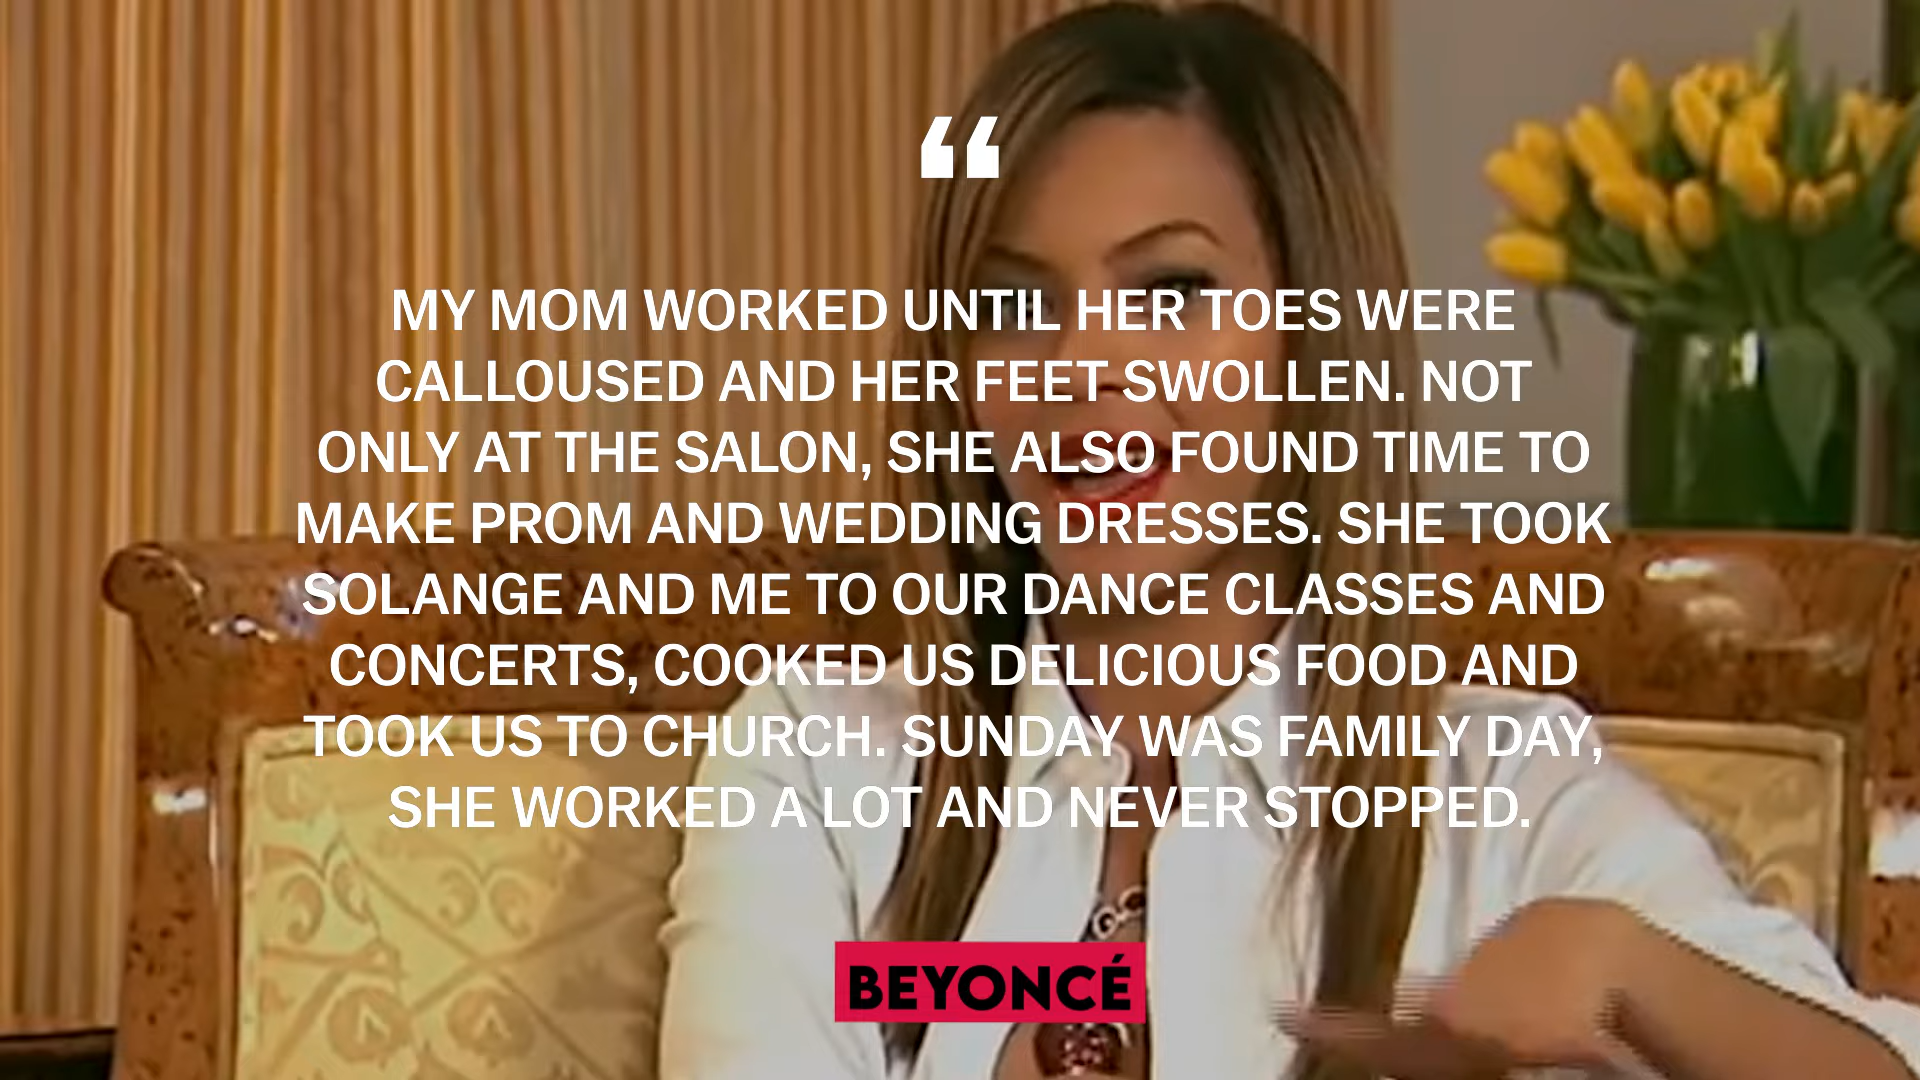 “
MY MOM WORKED UNTIL HER TOES WERE
CALLOUSED AND HER FEET SWOLLEN. NOT
ONLY AT THE SALON, SHE ALSO FOUND TIME TO
MAKE PROM AND WEDDING DRESSES. SHE TOOK
SOLANGE AND ME TO OUR DANCE CLASSES AND
CONCERTS, COOKED US DELICIOUS FOOD AND
TOOK US TO CHURCH. SUNDAY WAS FAMILY DAY,
SHE WORKED A LOT AND NEVER STOPPED.
BEYONCÉ